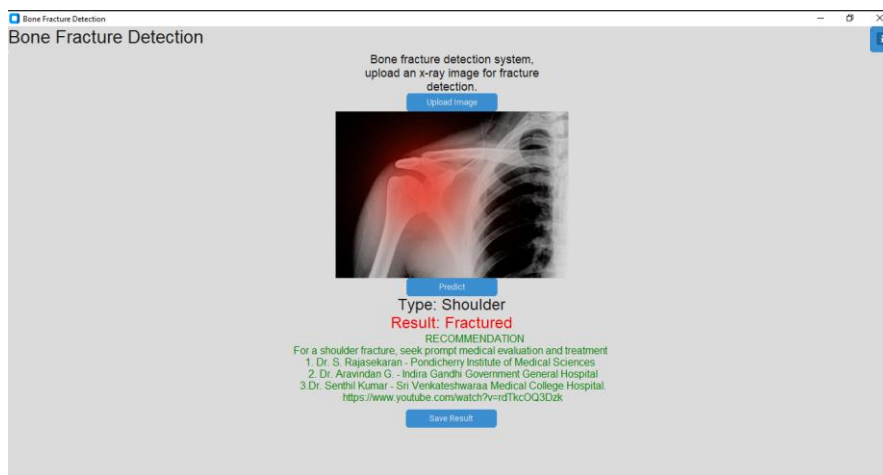 Bone Fracture Detection
Bone Fracture Detection
Bone fracture detection system,
upload an x-ray image for fracture
detection.
Upload Image
Predict
Type: Shoulder
Result: Fractured
RECOMMENDATION
For a shoulder fracture, seek prompt medical evaluation and treatment
1. Dr. S. Rajasekaran - Pondicherry Institute of Medical Sciences
2. Dr. Aravindan G. - Indira Gandhi Government General Hospital
3.Dr. Senthil Kumar - Sri Venkateshwaraa Medical College Hospital.
https://www.youtube.com/watch?v=rdTkcOQ3Dzk
Save Result